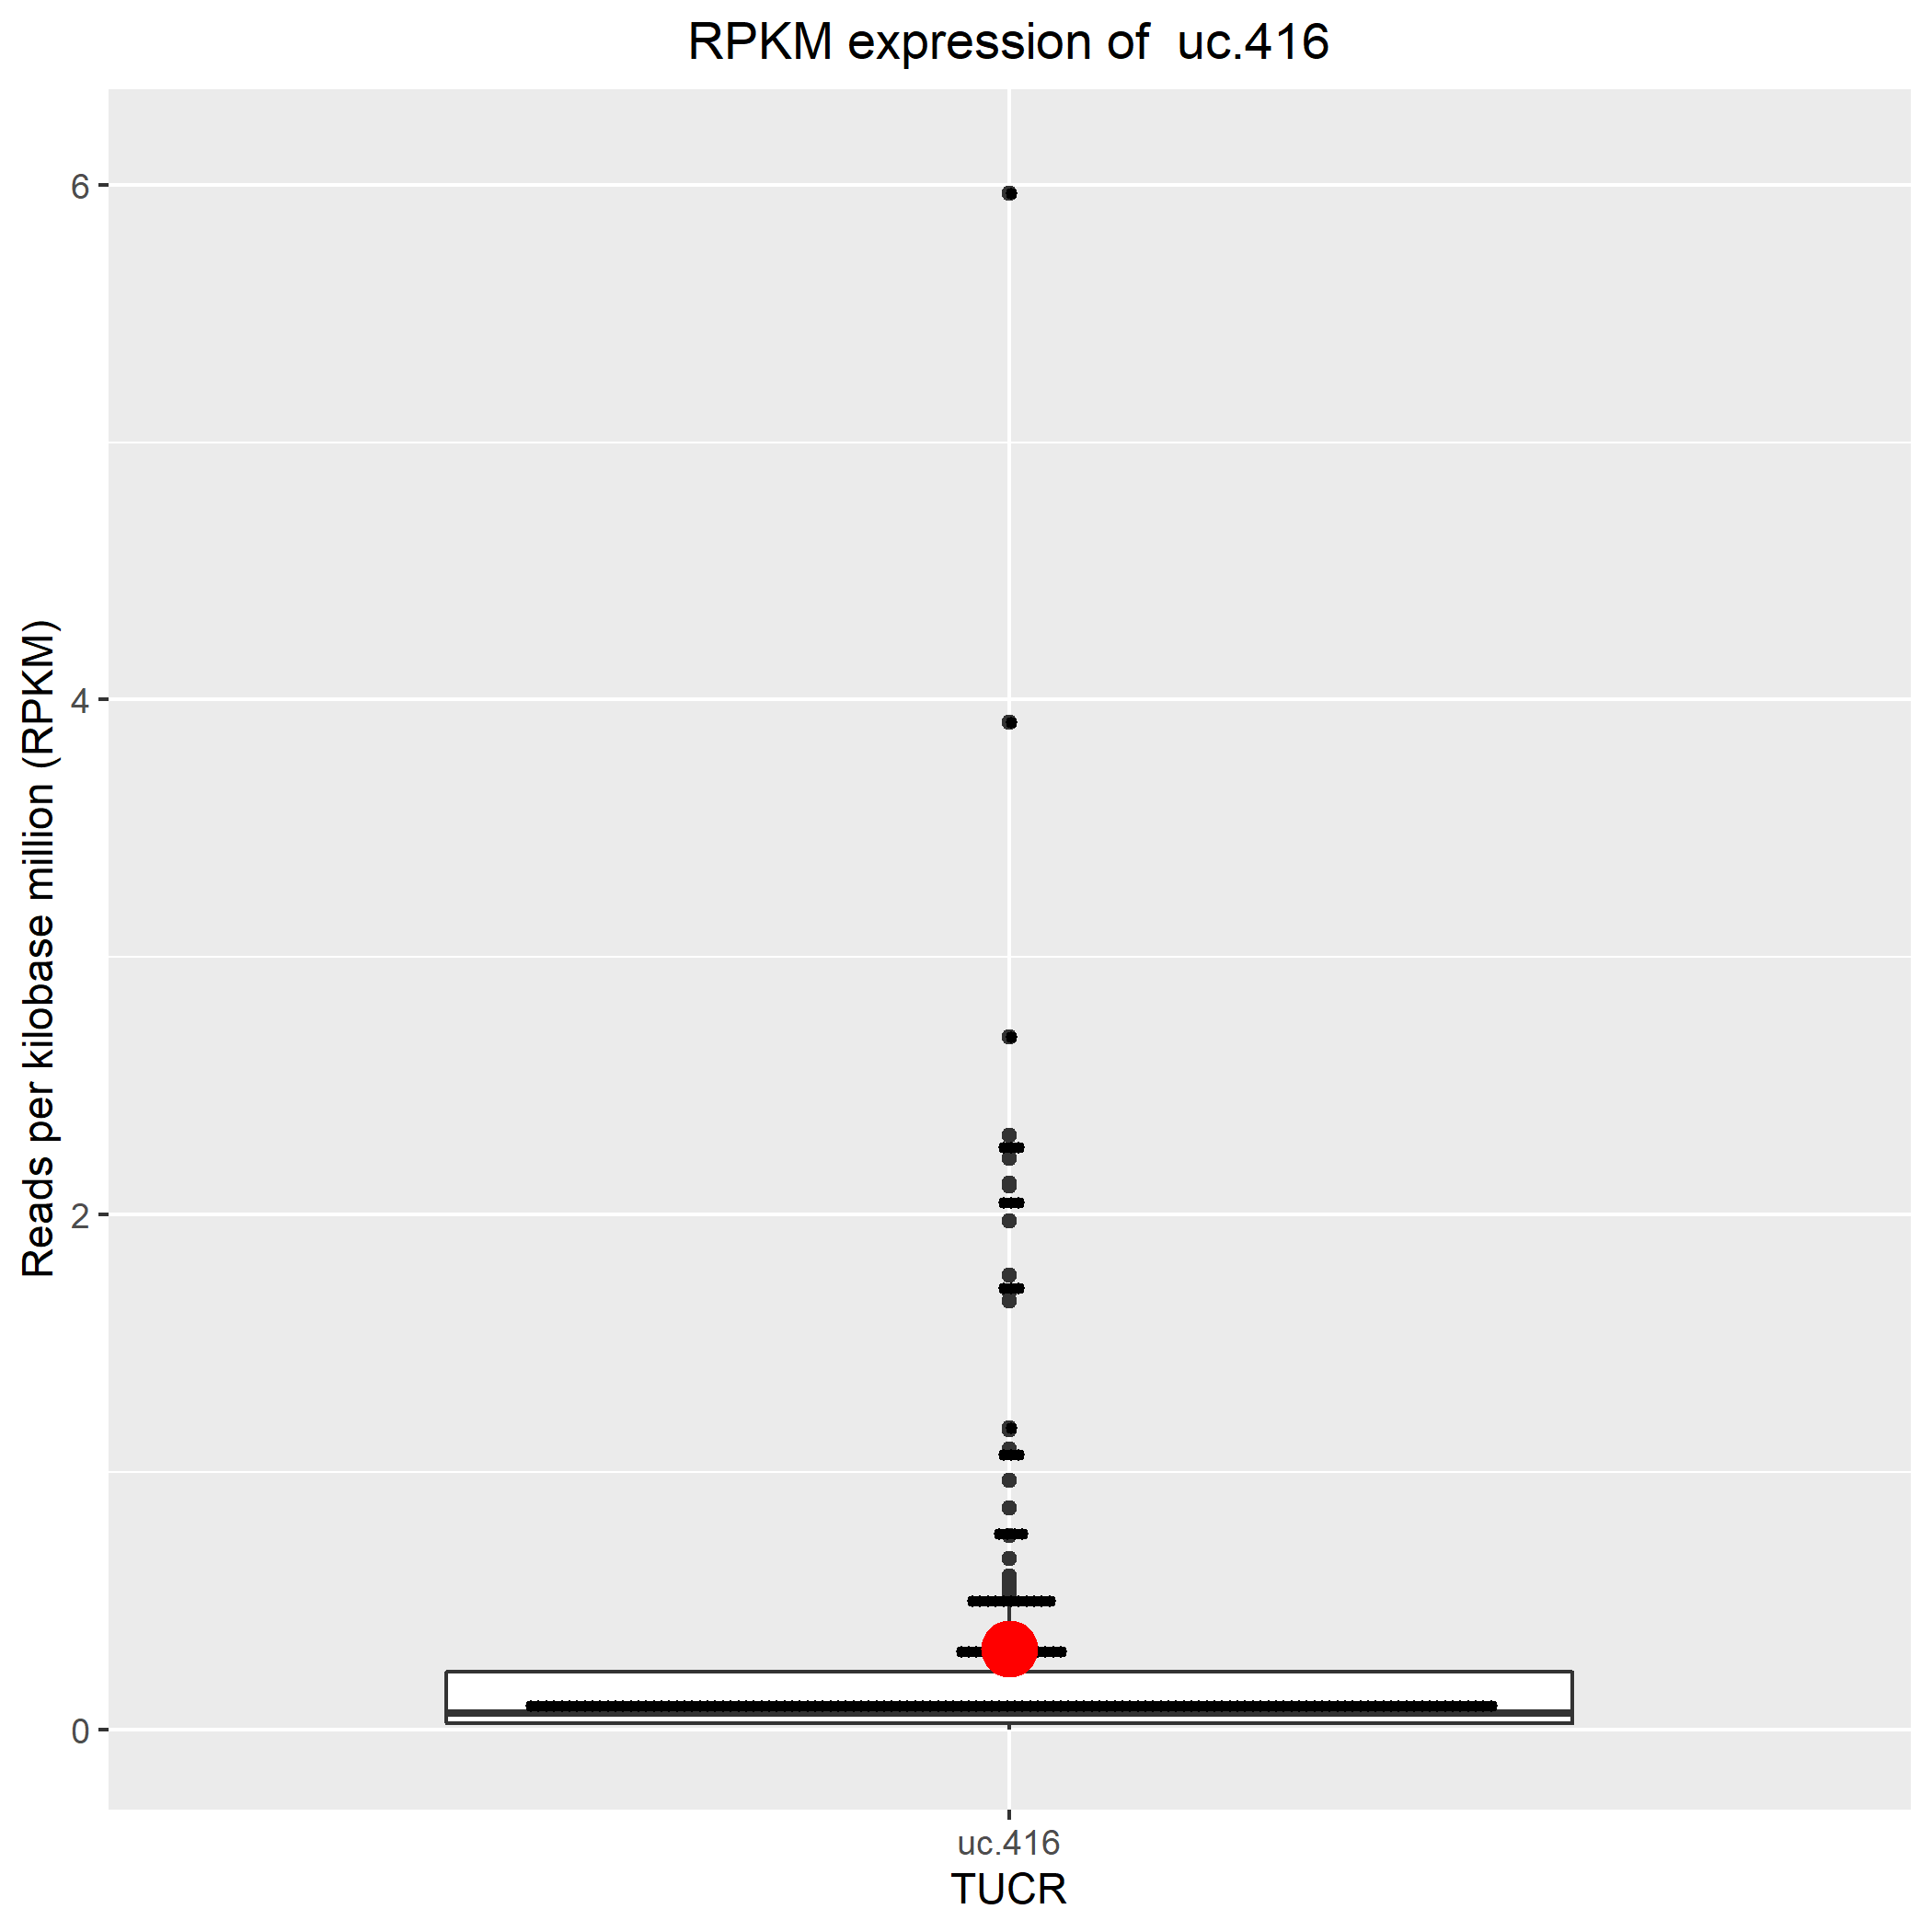 RPKM expression of  uc.416
Reads per kilobase million (RPKM)
6
4
2
0
uc.416
TUCR